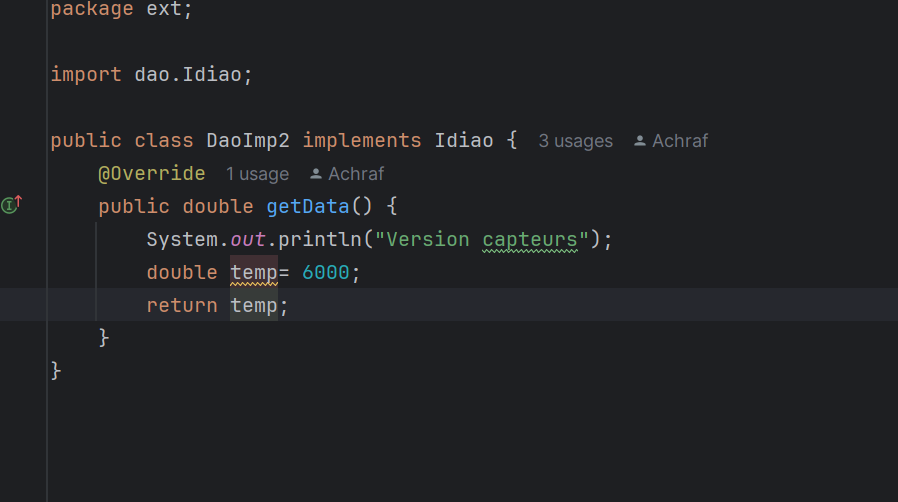 package ext;
import dao.Idiao;
public class DaoImp2 implements Idiao { 3 usages Achraf
@Override 1 usage Achraf
public double getData() {
System.out.println("Version capteurs");
double temp= 6000;
return temp;
}
}